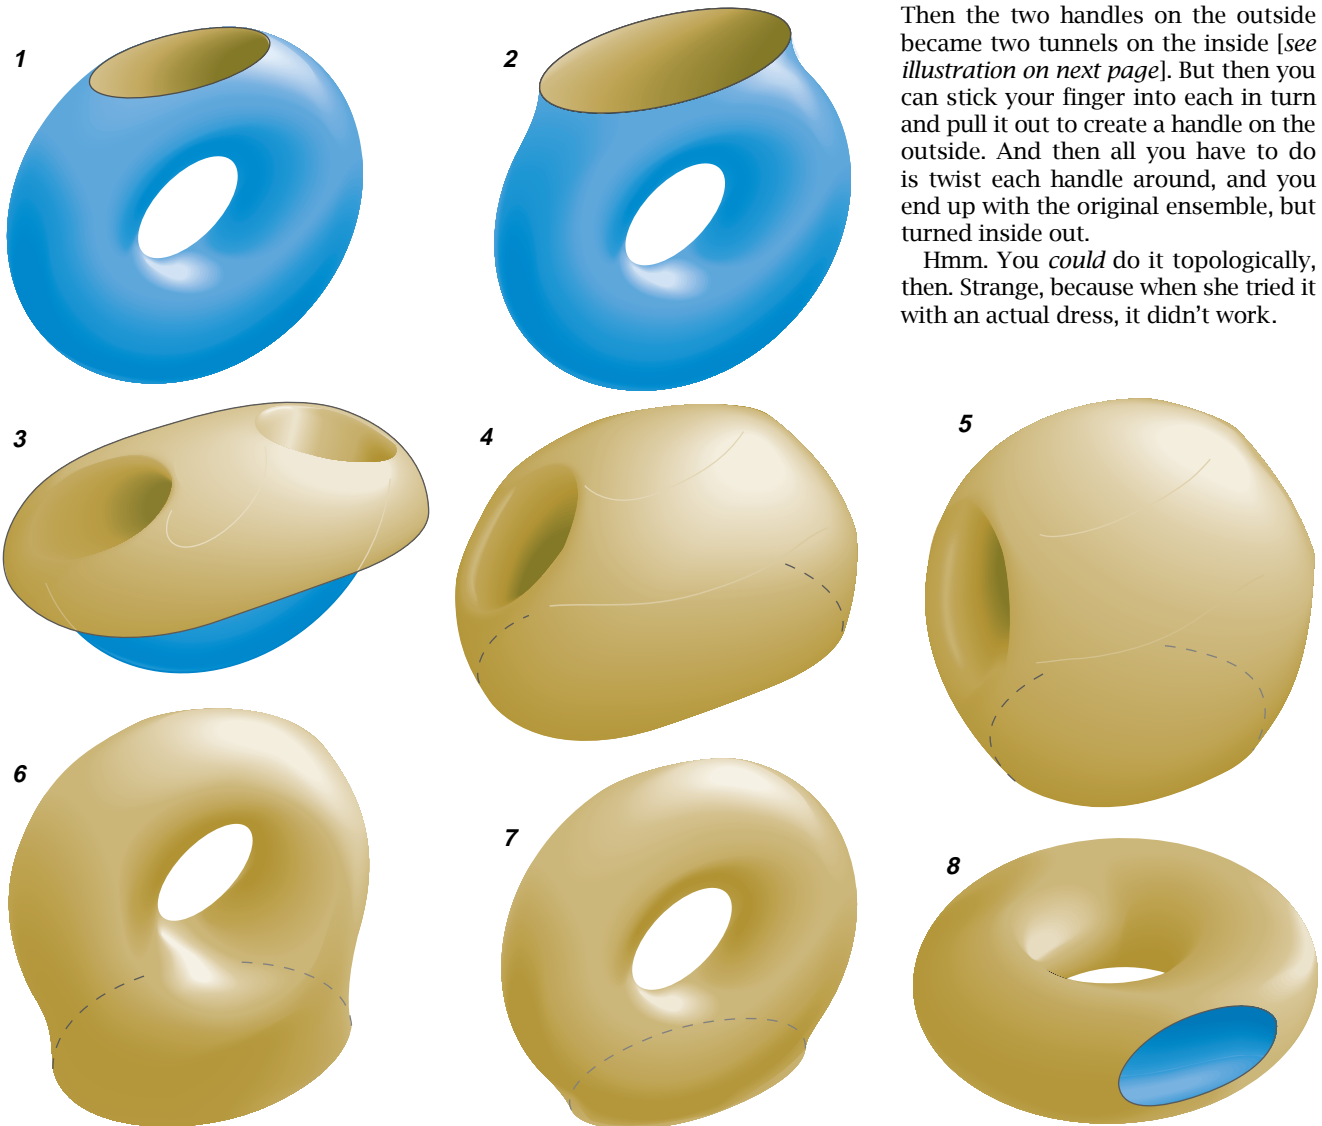 1
2
Then the two handles on the outside
became two tunnels on the inside [see
illustration on next page]. But then you
can stick your finger into each in turn
and pull it out to create a handle on the
outside. And then all you have to do
is twist each handle around, and you
end up with the original ensemble, but
turned inside out.
Hmm. You could do it topologically,
then. Strange, because when she tried it
with an actual dress, it didn't work.
3
4
5
6
7
8